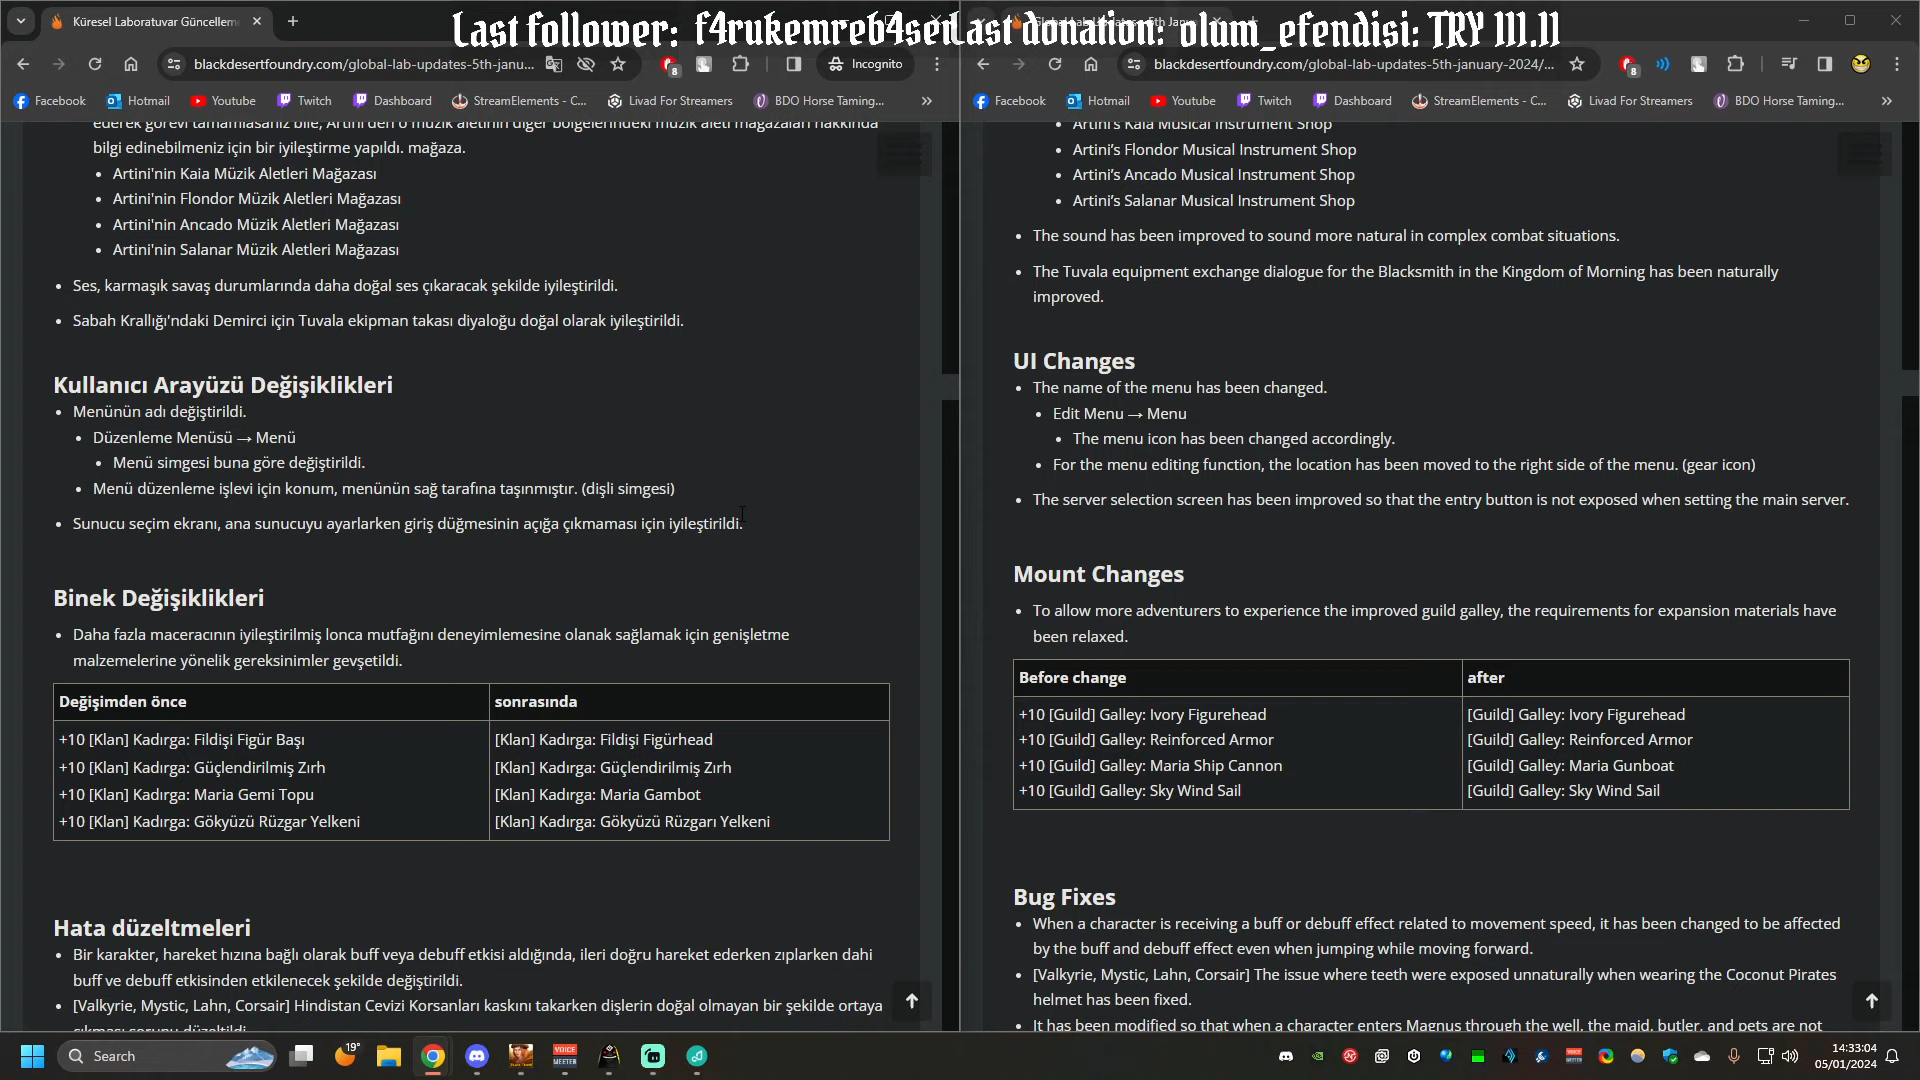 Küresel Laboratuvar Güncellem
Last follower: f4rukemreb4ser
Last donation: olum_efendisi: TRY 111.11
blackdesertfoundry.com/global-lab-updates-5th-janu...
Incognito
Facebook
Hotmail
Youtube
Twitch
Dashboard
StreamElements - C...
Livad For Streamers
BDO Horse Taming...
»
bilgi edinebilmeniz için bir iyileştirme yapıldı. mağaza.
• Artini'nin Kaia Müzik Aletleri Mağazası
• Artini'nin Flondor Müzik Aletleri Mağazası
• Artini'nin Ancado Müzik Aletleri Mağazası
• Artini'nin Salanar Müzik Aletleri Mağazası
• Ses, karmaşık savaş durumlarında daha doğal ses çıkaracak şekilde iyileştirildi.
• Sabah Krallığı'ndaki Demirci için Tuvala ekipman takası diyaloğu doğal olarak iyileştirildi.
Kullanıcı Arayüzü Değişiklikleri
• Menünün adı değiştirildi.
• Düzenleme Menüsü → Menü
• Menü simgesi buna göre değiştirildi.
• Menü düzenleme işlevi için konum, menünün sağ tarafına taşınmıştır. (dişli simgesi)
• Sunucu seçim ekranı, ana sunucuyu ayarlarken giriş düğmesinin açığa çıkmaması için iyileştirildi.
Binek Değişiklikleri
• Daha fazla maceracının iyileştirilmiş lonca mutfağını deneyimlemesine olanak sağlamak için genişletme
malzemelerine yönelik gereksinimler gevşetildi.
Değişimden önce
sonrasında
+10 [Klan] Kadırga: Fildişi Figür Başı
[Klan] Kadırga: Fildişi Figürhead
+10 [Klan] Kadırga: Güçlendirilmiş Zırh
[Klan] Kadırga: Güçlendirilmiş Zırh
+10 [Klan] Kadırga: Maria Gemi Topu
[Klan] Kadırga: Maria Gambot
+10 [Klan] Kadırga: Gökyüzü Rüzgar Yelkeni
[Klan] Kadırga: Gökyüzü Rüzgarı Yelkeni
Hata düzeltmeleri
• Bir karakter, hareket hızına bağlı olarak buff veya debuff etkisi aldığında, ileri doğru hareket ederken zıplarken dahi
buff ve debuff etkisinden etkilenecek şekilde değiştirildi.
• [Valkyrie, Mystic, Lahn, Corsair] Hindistan Cevizi Korsanları kaskını takarken dişlerin doğal olmayan bir şekilde ortaya
blackdesertfoundry.com/global-lab-updates-5th-january-2024/...
Facebook
Hotmail
Youtube
Twitch
Dashboard
StreamElements - C...
Livad For Streamers
BDO Horse Taming...
»
• Artini's Kaia Musical Instrument Shop
• Artini's Flondor Musical Instrument Shop
• Artini's Ancado Musical Instrument Shop
• Artini's Salanar Musical Instrument Shop
• The sound has been improved to sound more natural in complex combat situations.
• The Tuvala equipment exchange dialogue for the Blacksmith in the Kingdom of Morning has been naturally
improved.
UI Changes
• The name of the menu has been changed.
• Edit Menu → Menu
• The menu icon has been changed accordingly.
• For the menu editing function, the location has been moved to the right side of the menu. (gear icon)
• The server selection screen has been improved so that the entry button is not exposed when setting the main server.
Mount Changes
• To allow more adventurers to experience the improved guild galley, the requirements for expansion materials have
been relaxed.
Before change
after
+10 [Guild] Galley: Ivory Figurehead
[Guild] Galley: Ivory Figurehead
+10 [Guild] Galley: Reinforced Armor
[Guild] Galley: Reinforced Armor
+10 [Guild] Galley: Maria Ship Cannon
[Guild] Galley: Maria Gunboat
+10 [Guild] Galley: Sky Wind Sail
[Guild] Galley: Sky Wind Sail
Bug Fixes
• When a character is receiving a buff or debuff effect related to movement speed, it has been changed to be affected
by the buff and debuff effect even when jumping while moving forward.
• [Valkyrie, Mystic, Lahn, Corsair] The issue where teeth were exposed unnaturally when wearing the Coconut Pirates
helmet has been fixed.
• It has been modified so that when a character enters Magnus through the well, the maid, butler, and pets are not
Search
19°
14:33:04
05/01/2024